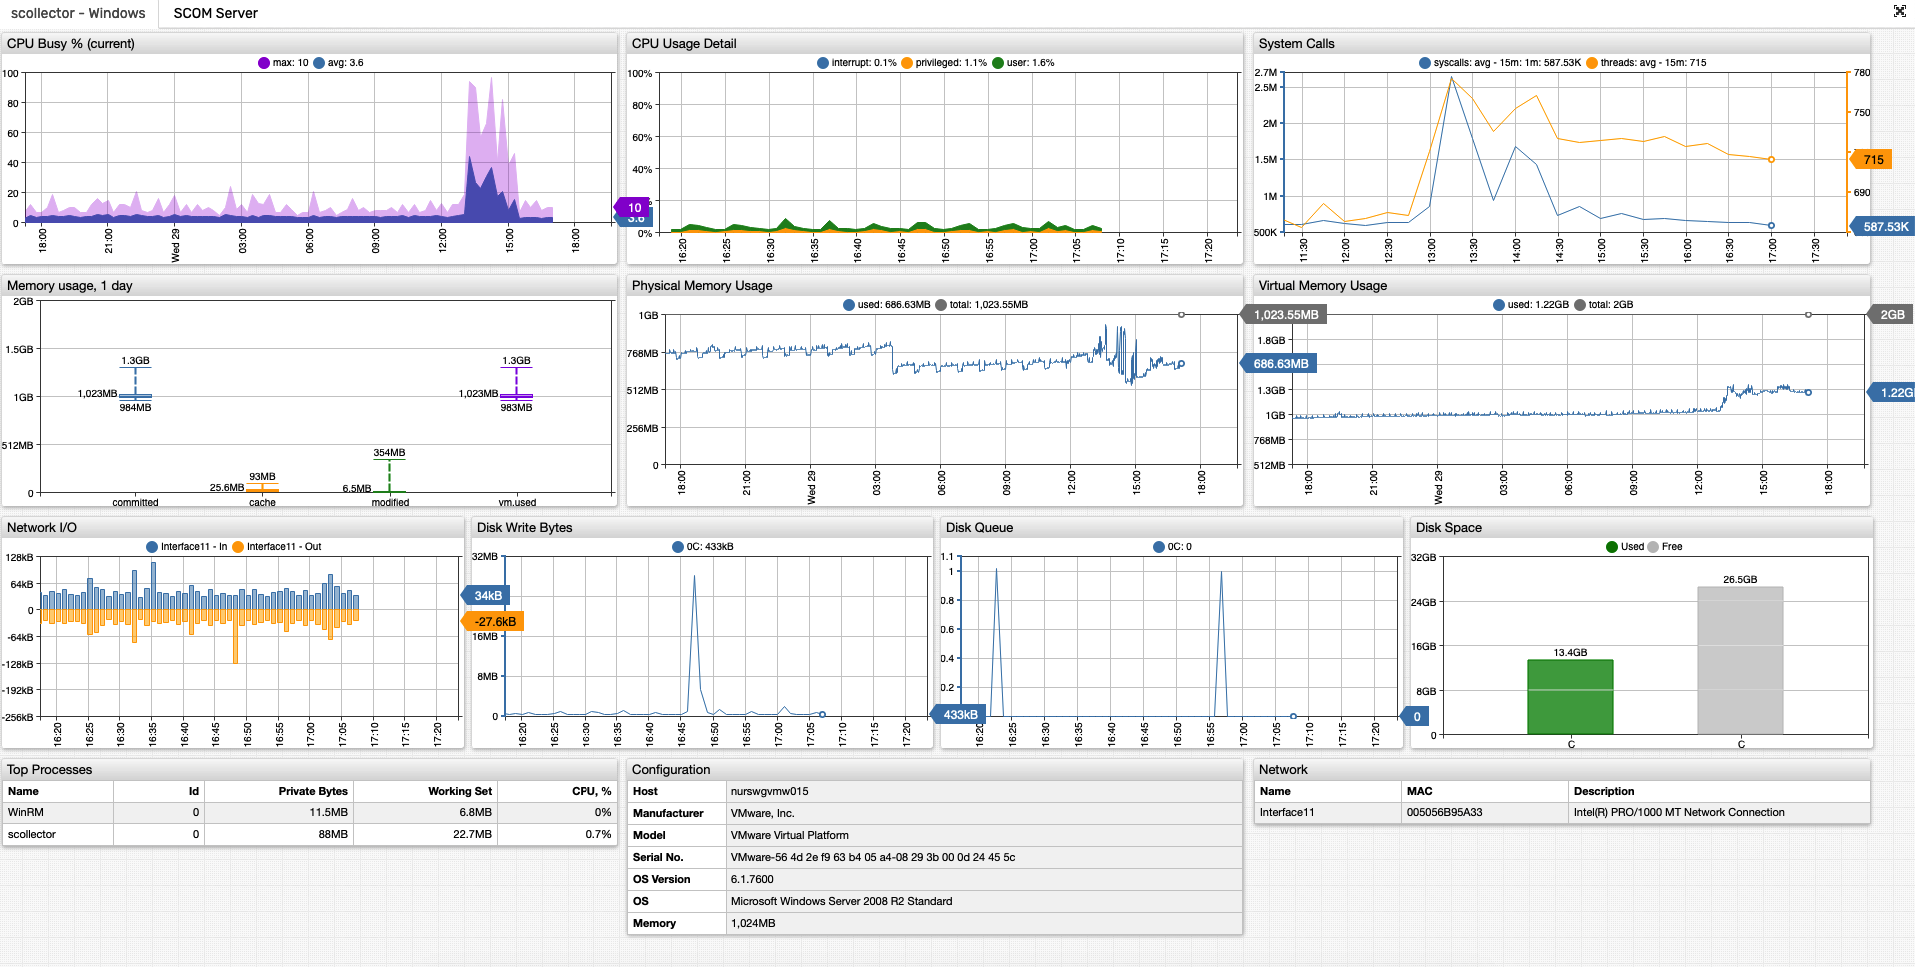 scollector - Windows SCOM Server
CPU Busy % (current)
max: 10 avg: 3.6
100
80
60
40
20
0
18:00 21:00 Wed 29 03:00 06:00 09:00 12:00 15:00 18:00
10
3.6
CPU Usage Detail
interrupt: 0.1% privileged: 1.1% user: 1.6%
100%
80%
60%
40%
0%
16:20 16:25 16:30 16:35 16:40 16:45 16:50 16:55 17:00 17:05 17:10 17:15 17:20
System Calls
syscalls: avg - 15m: 1m: 587.53K threads: avg - 15m: 715
2.7M
2.5M
2M
1.5M
1M
500K
780
750
690
715
587.53K
11:30 12:00 12:30 13:00 13:30 14:00 14:30 15:00 15:30 16:00 16:30 17:00 17:30
Memory usage, 1 day
2GB
1.5GB
1GB
512MB
0
1.3GB
1,023MB
984MB
93MB
25.6MB
354MB
6.5MB
1.3GB
1,023MB
983MB
committed cache modified vm.used
Physical Memory Usage
used: 686.63MB total: 1,023.55MB
1GB
768MB
512MB
256MB
0
18:00 21:00 Wed 29 03:00 06:00 09:00 12:00 15:00 18:00
1,023.55MB
686.63MB
Virtual Memory Usage
used: 1.22GB total: 2GB
1.8GB
1.5GB
1.3GB
1GB
768MB
512MB
18:00 21:00 Wed 29 03:00 06:00 09:00 12:00 15:00 18:00
2GB
1.22G
Network I/O
Interface11 - In Interface11 - Out
128kB
64kB
0
-64kB
-128kB
-192kB
-256kB
16:20 16:25 16:30 16:35 16:40 16:45 16:50 16:55 17:00 17:05 17:10 17:15 17:20
34kB
-27.6kB
Disk Write Bytes
0C: 433kB
32MB
16MB
8MB
0
16:20 16:25 16:30 16:35 16:40 16:45 16:50 16:55 17:00 17:05 17:10 17:15 17:20
433kB
Disk Queue
0C: 0
1.1
1
0.8
0.6
0.4
0.2
16:20 16:25 16:30 16:35 16:40 16:45 16:50 16:55 17:00 17:05 17:10 17:15 17:20
0
Disk Space
Used Free
32GB
24GB
16GB
8GB
0
13.4GB
26.5GB
C C
Top Processes
Name Id Private Bytes Working Set CPU, %
WinRM 0 11.5MB 6.8MB 0%
scollector 0 88MB 22.7MB 0.7%
Configuration
Host nurswgvmw015
Manufacturer VMware, Inc.
Model VMware Virtual Platform
Serial No. VMware-56 4d 2e f9 63 b4 05 a4-08 29 3b 00 0d 24 45 5c
OS Version 6.1.7600
OS Microsoft Windows Server 2008 R2 Standard
Memory 1,024MB
Network
Name MAC Description
Interface11 005056B95A33 Intel(R) PRO/1000 MT Network Connection